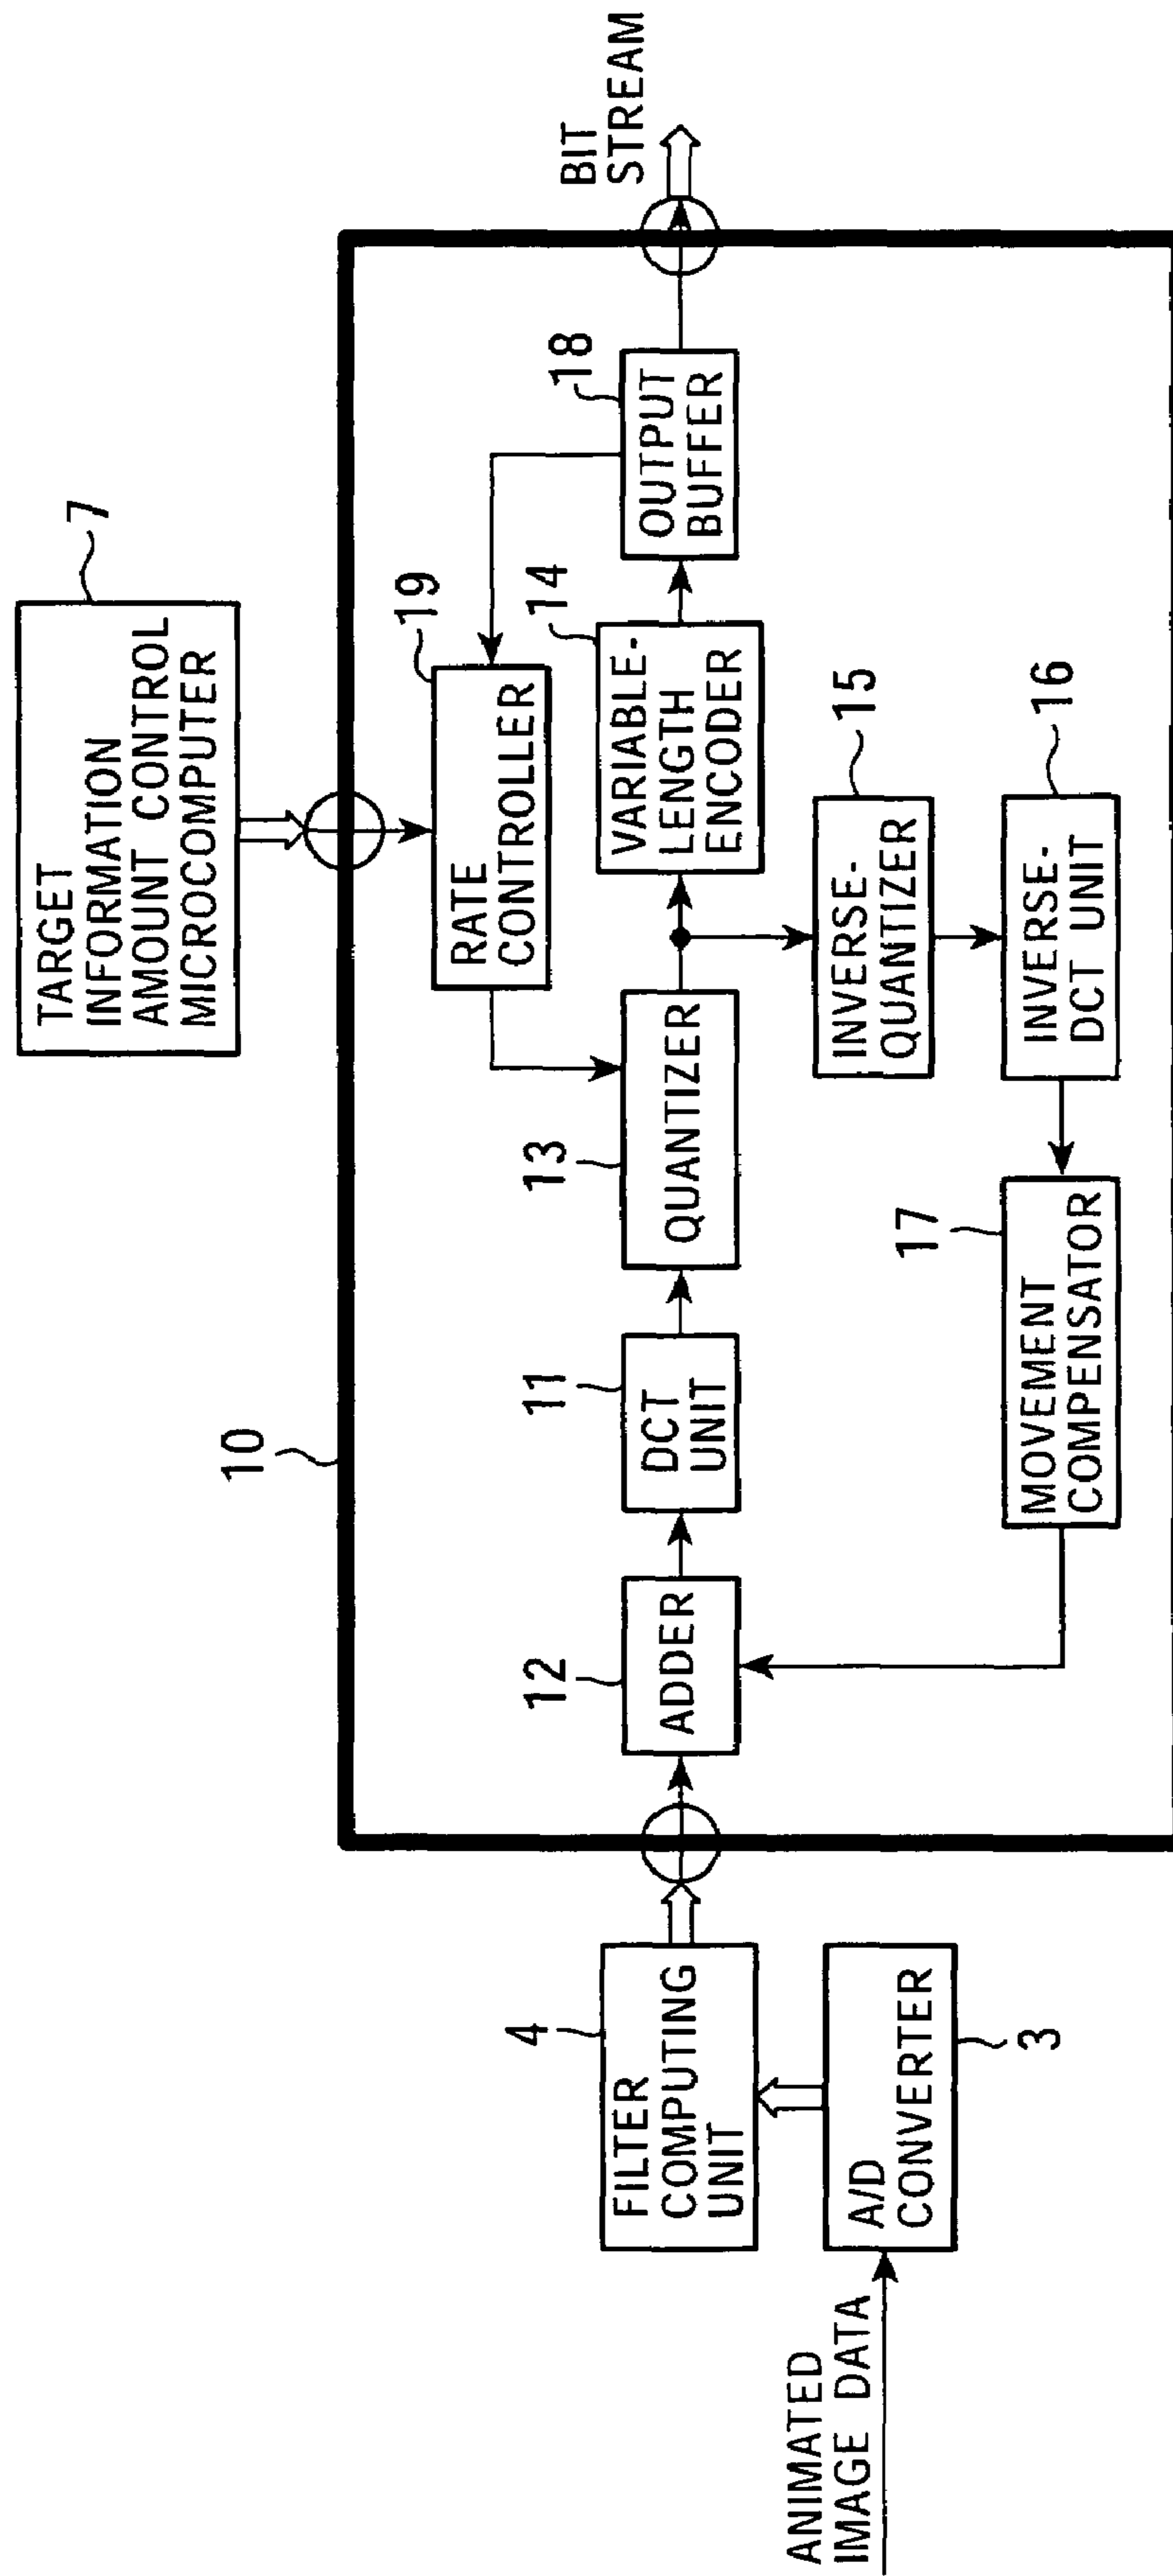 TARGET
INFORMATION
AMOUNT CONTROL
MICROCOMPUTER
7
10
19
RATE
CONTROLLER
BIT
STREAM
12
ADDER
11
DCT
UNIT
13
QUANTIZER
14
VARIABLE-
LENGTH
ENCODER
18
OUTPUT
BUFFER
4
FILTER
COMPUTING
UNIT
15
INVERSE-
QUANTIZER
ANIMATED
IMAGE DATA
A/D
CONVERTER
3
17
MOVEMENT
COMPENSATOR
16
INVERSE-
DCT UNIT